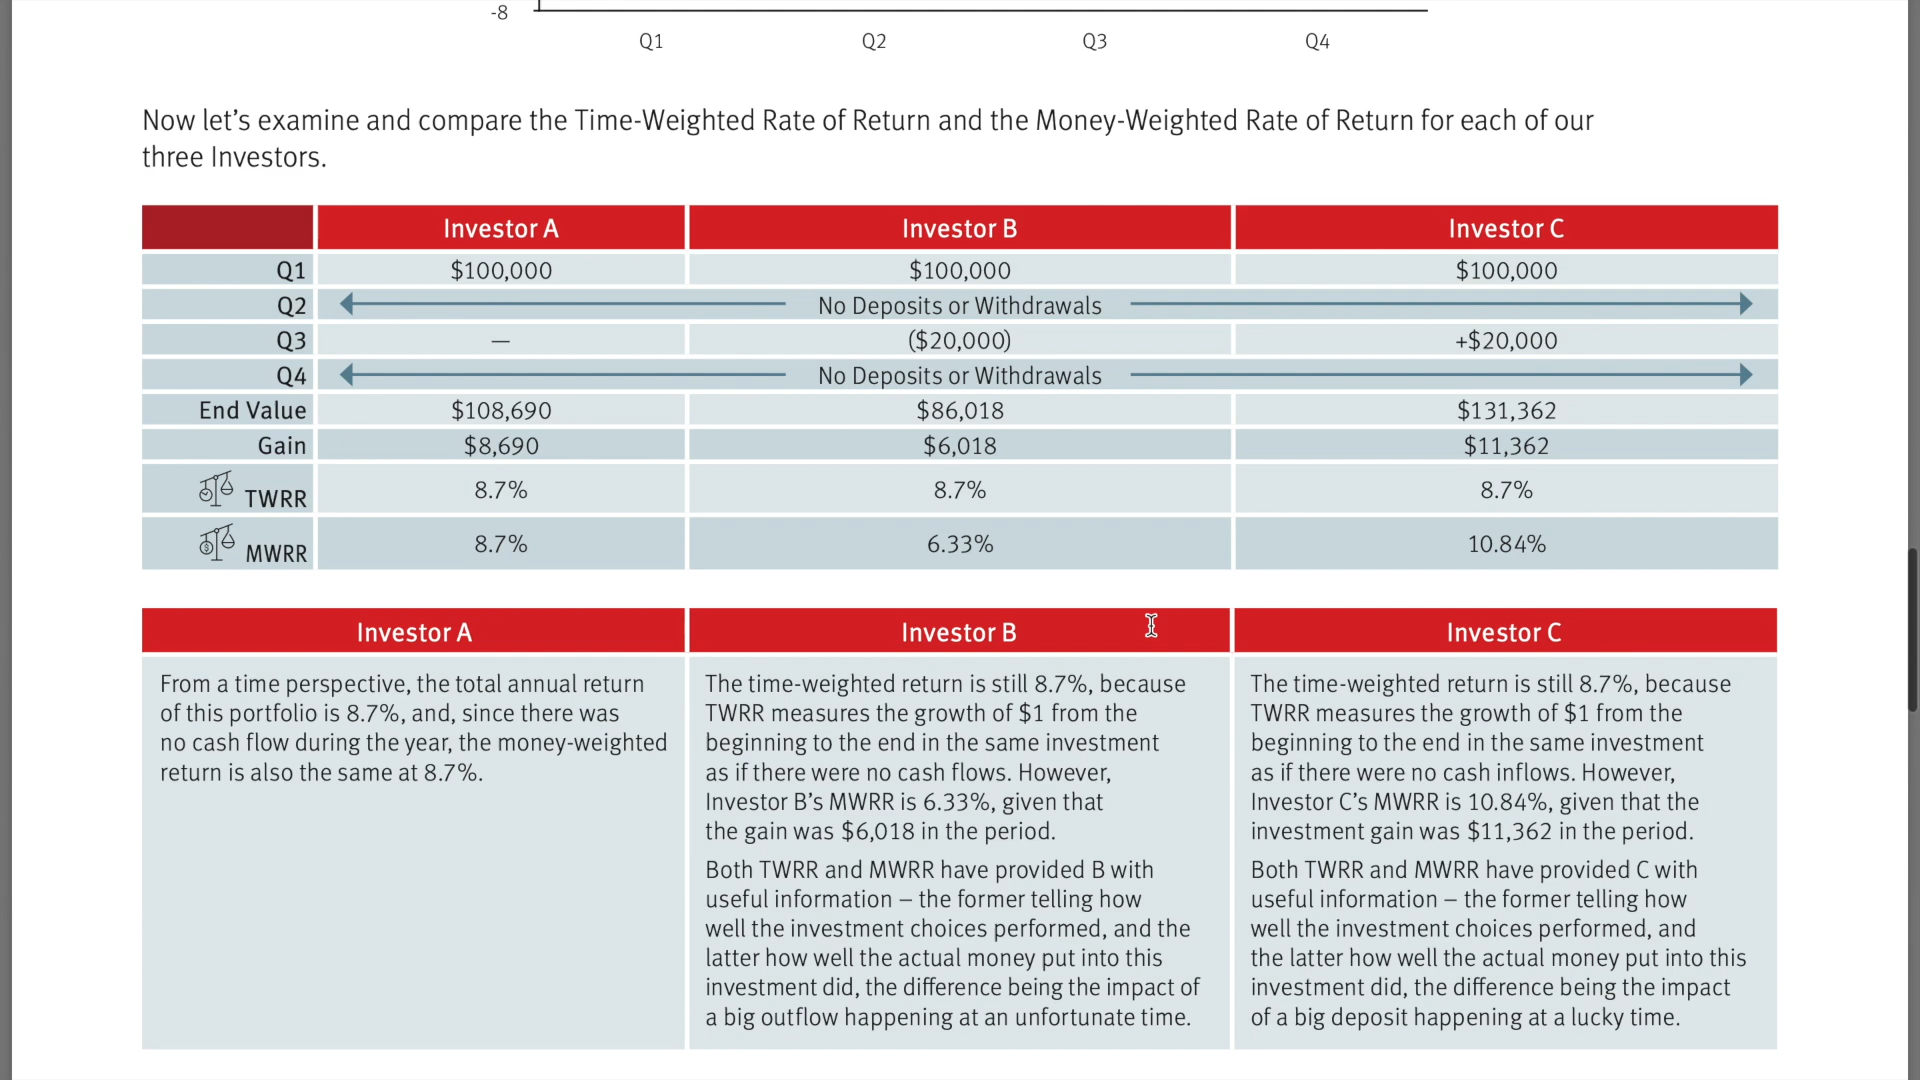 -8
Q1 Q2 Q3 Q4
Now let's examine and compare the Time-Weighted Rate of Return and the Money-Weighted Rate of Return for each of our
three Investors.
Investor A Investor B Investor C
Q1 $100,000 $100,000 $100,000
Q2 No Deposits or Withdrawals
Q3 — ($20,000) +$20,000
Q4 No Deposits or Withdrawals
End Value $108,690 $86,018 $131,362
Gain $8,690 $6,018 $11,362
TWRR 8.7% 8.7% 8.7%
MWRR 8.7% 6.33% 10.84%
Investor A
From a time perspective, the total annual return
of this portfolio is 8.7%, and, since there was
no cash flow during the year, the money-weighted
return is also the same at 8.7%.
Investor B
The time-weighted return is still 8.7%, because
TWRR measures the growth of $1 from the
beginning to the end in the same investment
as if there were no cash flows. However,
Investor B's MWRR is 6.33%, given that
the gain was $6,018 in the period.
Both TWRR and MWRR have provided B with
useful information – the former telling how
well the investment choices performed, and the
latter how well the actual money put into this
investment did, the difference being the impact of
a big outflow happening at an unfortunate time.
Investor C
The time-weighted return is still 8.7%, because
TWRR measures the growth of $1 from the
beginning to the end in the same investment
as if there were no cash inflows. However,
Investor C's MWRR is 10.84%, given that the
investment gain was $11,362 in the period.
Both TWRR and MWRR have provided C with
useful information – the former telling how
well the investment choices performed, and
the latter how well the actual money put into this
investment did, the difference being the impact
of a big deposit happening at a lucky time.